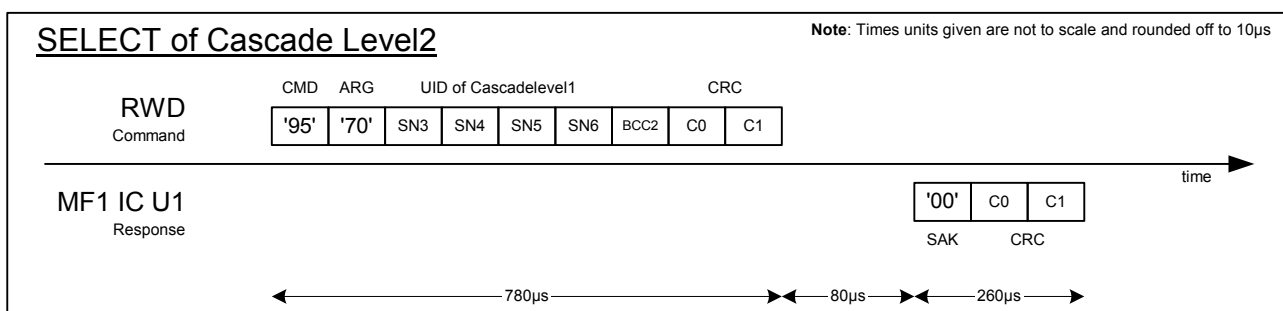 SELECT of Cascade Level2
Note: Times units given are not to scale and rounded off to 10µs
CMD ARG UID of Cascadelevel1 CRC
RWD
Command
'95' '70' SN3 SN4 SN5 SN6 BCC2 C0 C1
time
MF1 IC U1
Response
'00' C0 C1
SAK CRC
780µs 80µs 260µs